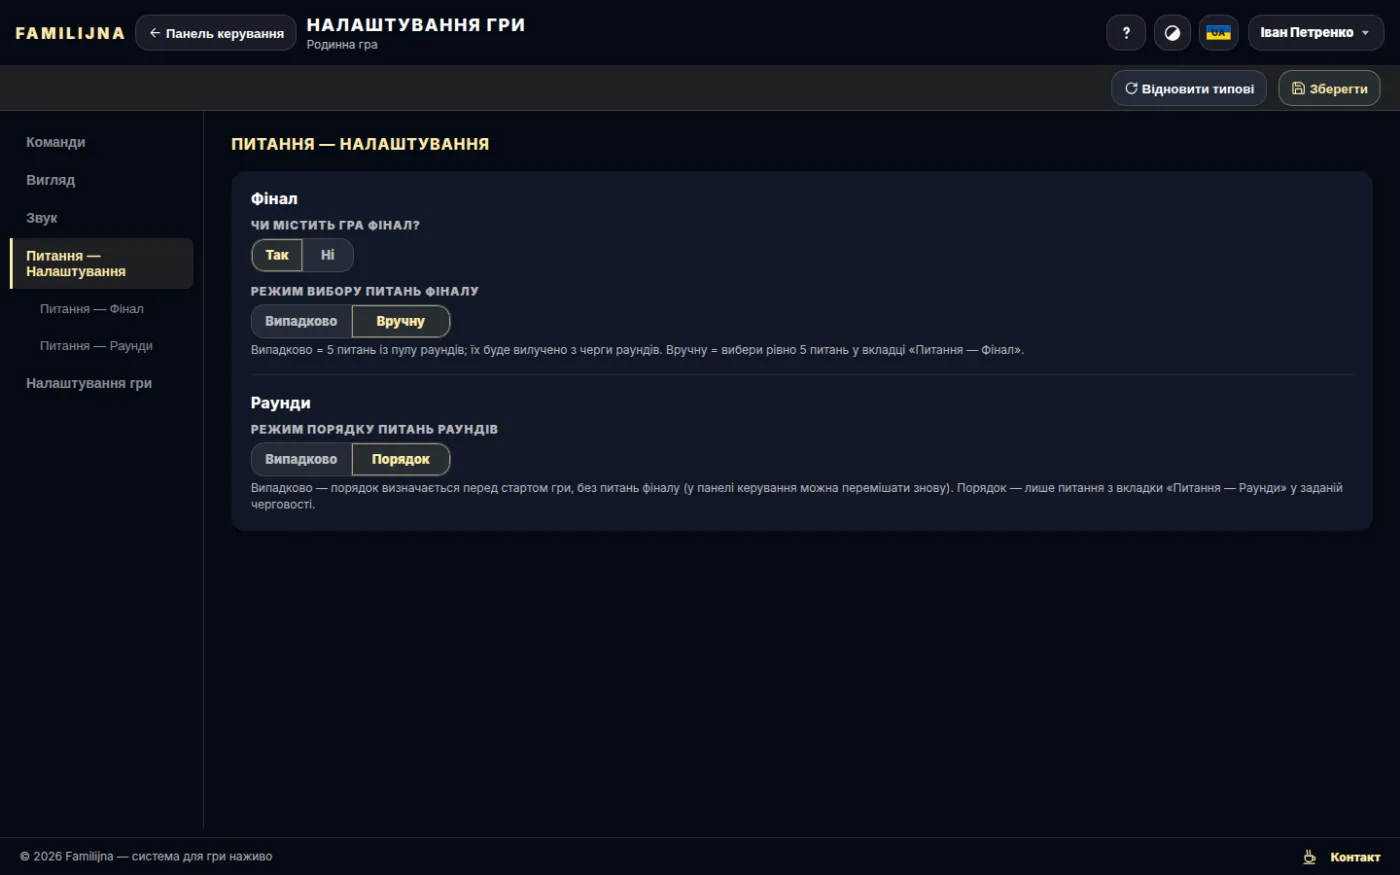 FAMILIJNA
← Панель керування
НАЛАШТУВАННЯ ГРИ
Родинна гра
?
UA
Іван Петренко
Відновити типові
Зберегти
Команди
Вигляд
Звук
Питання —
Налаштування
Питання — Фінал
Питання — Раунди
Налаштування гри
ПИТАННЯ — НАЛАШТУВАННЯ
Фінал
ЧИ МІСТИТЬ ГРА ФІНАЛ?
Так
Ні
РЕЖИМ ВИБОРУ ПИТАНЬ ФІНАЛУ
Випадково
Вручну
Випадково = 5 питань із пулу раундів; їх буде вилучено з черги раундів. Вручну = вибери рівно 5 питань у вкладці «Питання — Фінал».
Раунди
РЕЖИМ ПОРЯДКУ ПИТАНЬ РАУНДІВ
Випадково
Порядок
Випадково — порядок визначається перед стартом гри, без питань фіналу (у панелі керування можна перемішати знову). Порядок — лише питання з вкладки «Питання — Раунди» у заданій
черговості.
© 2026 Familijna — система для гри наживо
Контакт